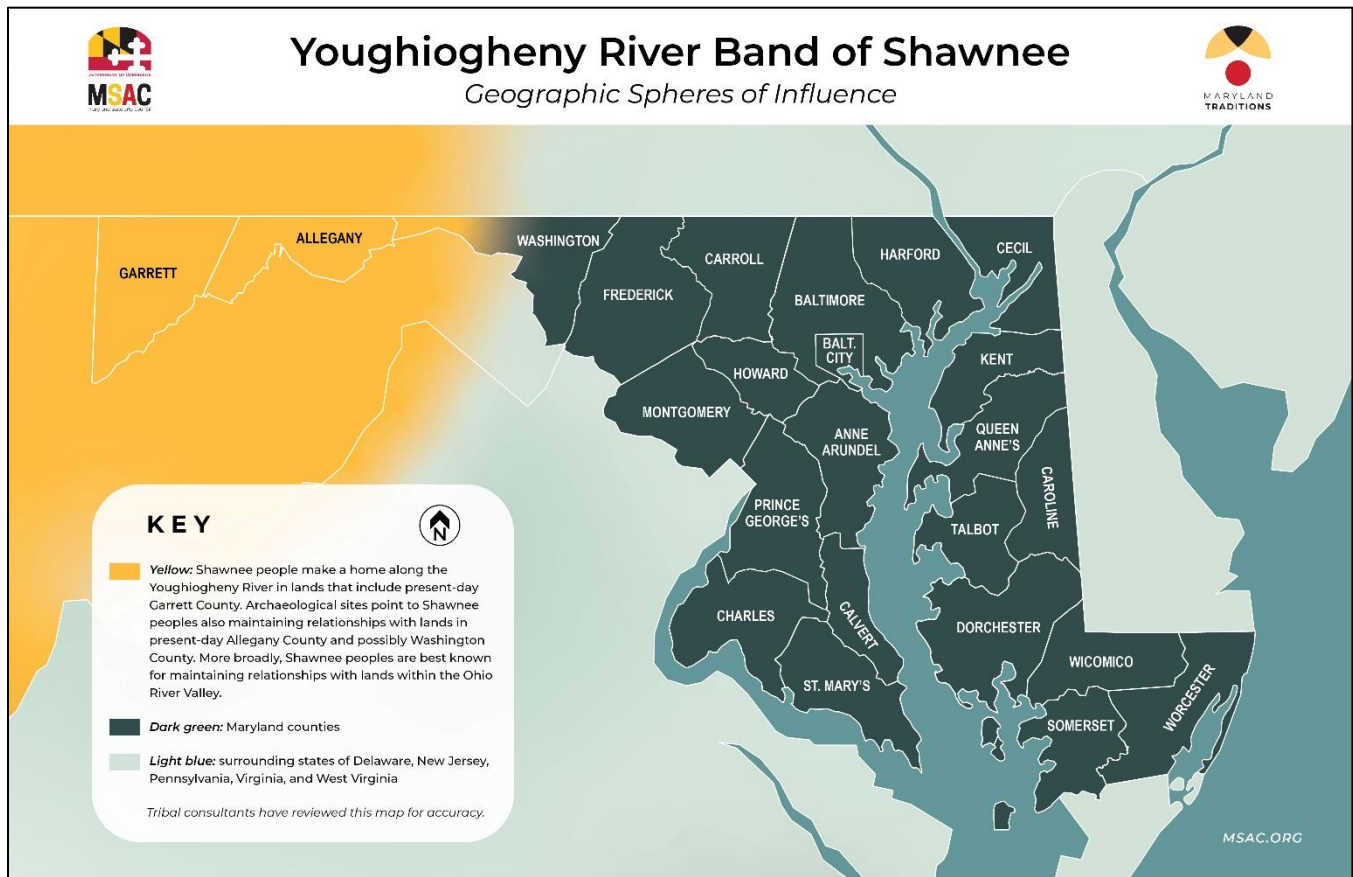 Youghiogheny River Band of Shawnee
Geographic Spheres of Influence
MSAC
MARYLAND
TRADITIONS
GARRETT
ALLEGANY
WASHINGTON
FREDERICK
CARROLL
BALTIMORE
HARFORD
CECIL
BALT.
CITY
HOWARD
KENT
MONTGOMERY
ANNE
ARUNDEL
QUEEN
ANNE'S
CAROLINE
PRINCE
GEORGE'S
TALBOT
CHARLES
CALVERT
DORCHESTER
ST. MARY'S
WICOMICO
SOMERSET
WORCESTER
KEY
N
Yellow: Shawnee people make a home along the
Youghiogheny River in lands that include present-day
Garrett County. Archaeological sites point to Shawnee
peoples also maintaining relationships with lands in
present-day Allegany County and possibly Washington
County. More broadly, Shawnee peoples are best known
for maintaining relationships with lands within the Ohio
River Valley.
Dark green: Maryland counties
Light blue: surrounding states of Delaware, New Jersey,
Pennsylvania, Virginia, and West Virginia
Tribal consultants have reviewed this map for accuracy.
MSAC.ORG